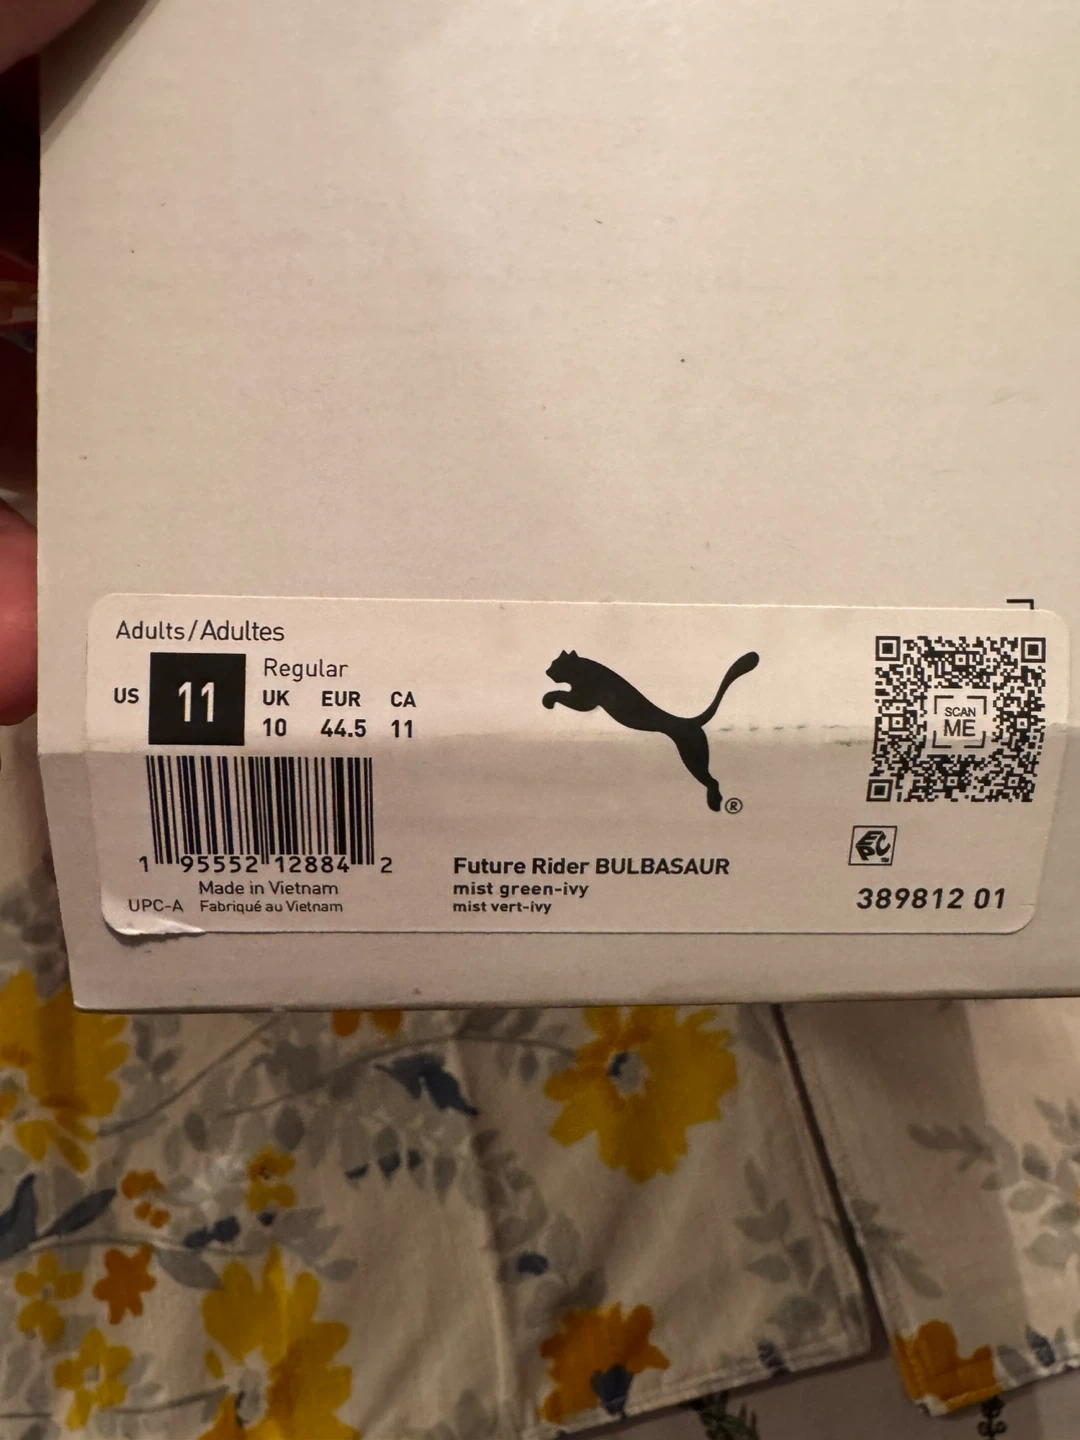 Adults/Adultes
US 11 Regular
UK EUR CA
10 44.5 11
1 95552 12884 2
Made in Vietnam
UPC-A Fabriqué au Vietnam
®
Future Rider BULBASAUR
mist green-ivy
mist vert-ivy
SCAN
ME
EPC
389812 01